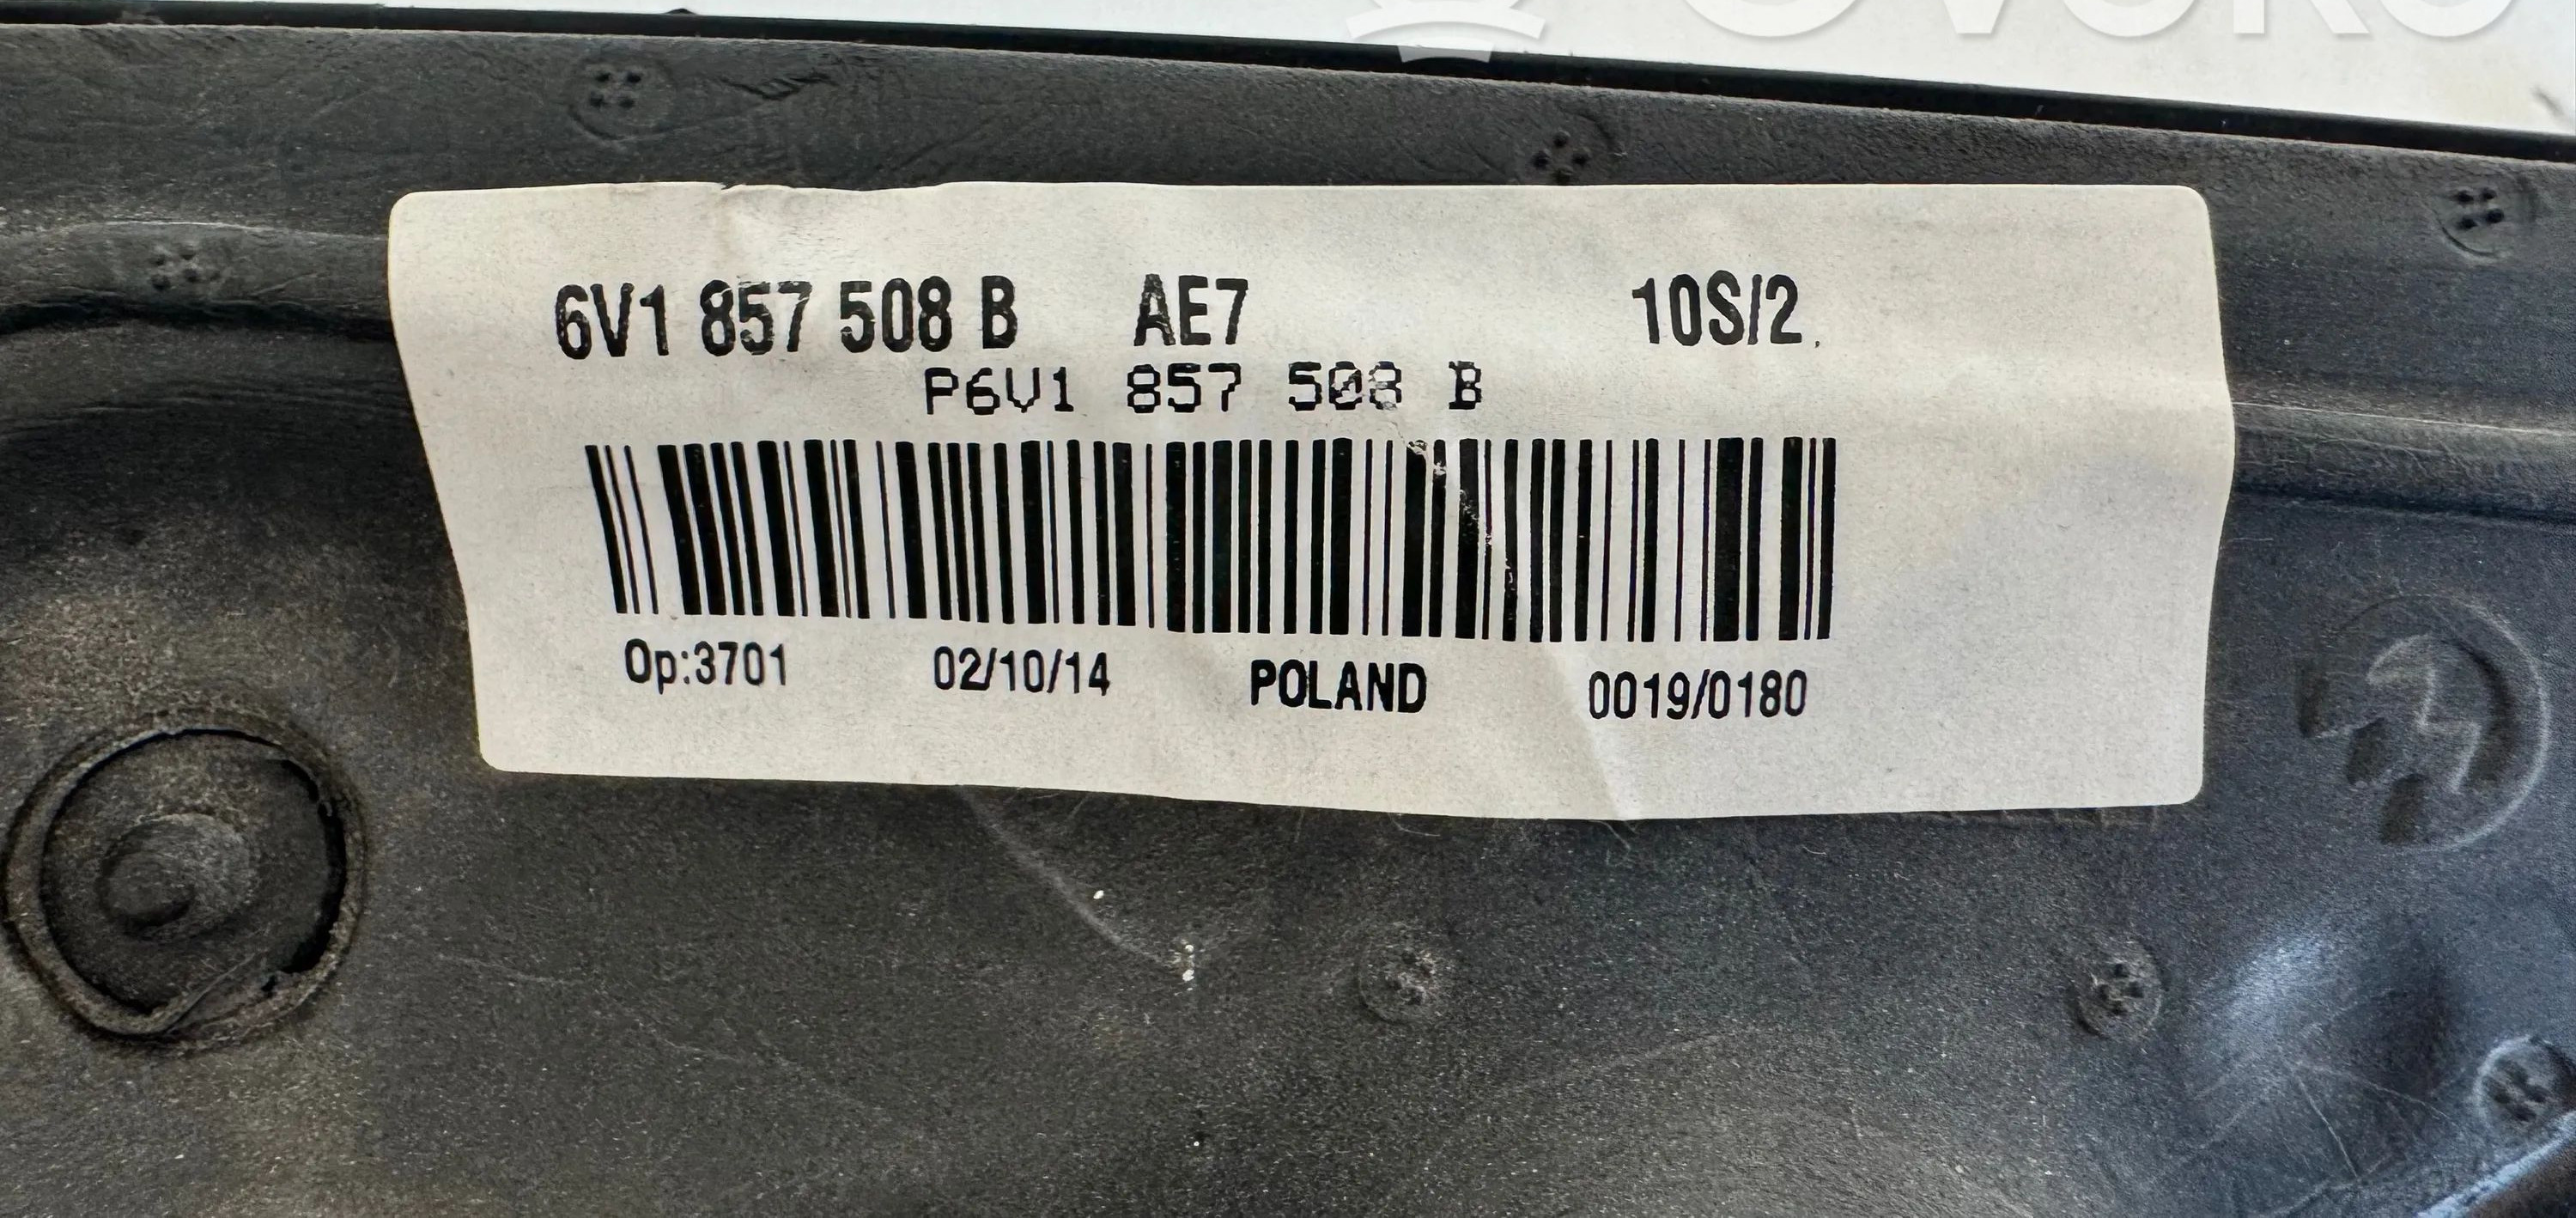 6V1 857 508 B AE7 10S/2
P6V1 857 508 B
Op:3701 02/10/14 POLAND 0019/0180